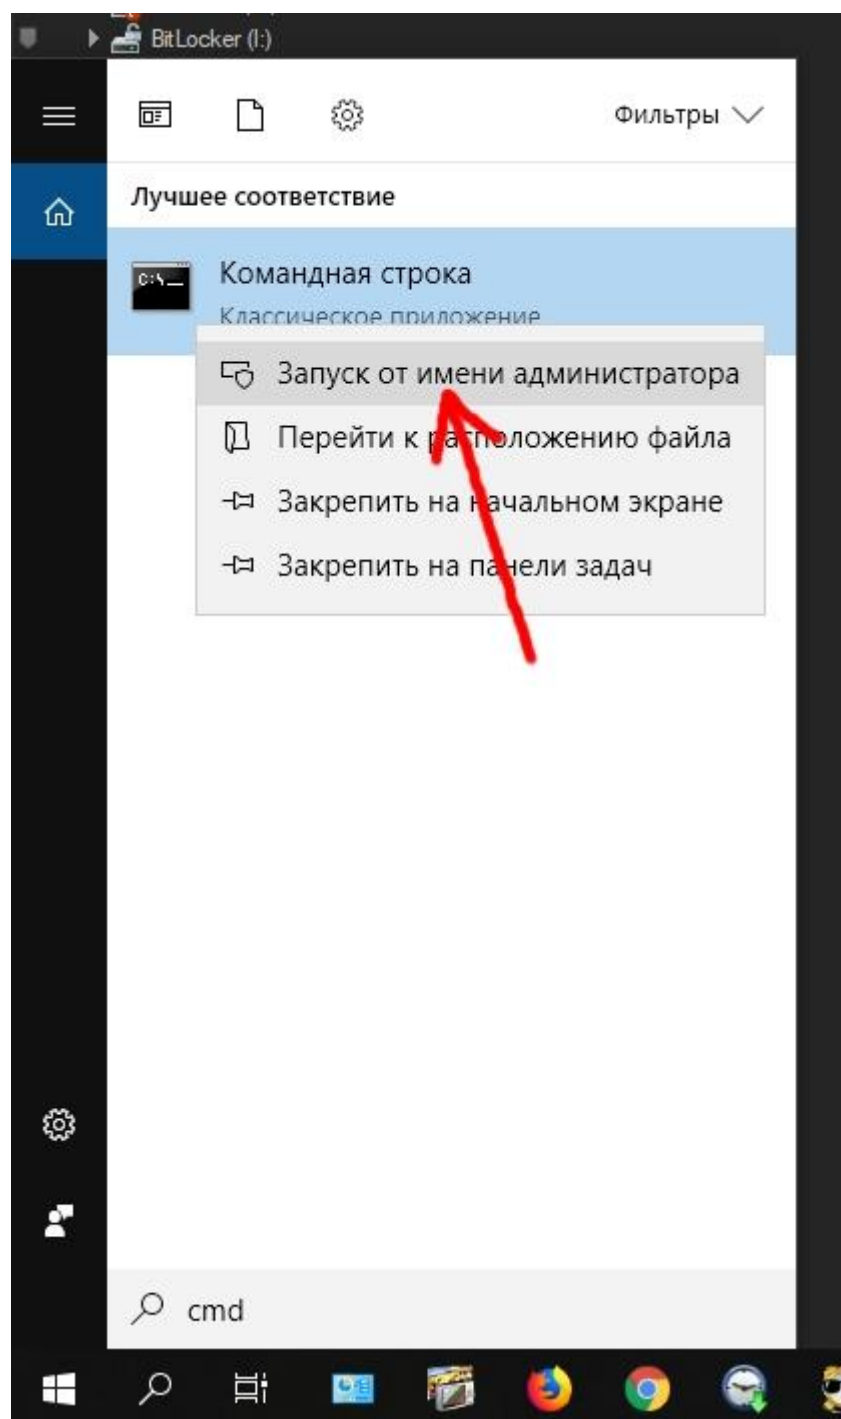 BitLocker (I:)
Фильтры
Лучшее соответствие
C:\
Командная строка
Классическое приложение
Запуск от имени администратора
Перейти к расположению файла
Закрепить на начальном экране
Закрепить на панели задач
cmd